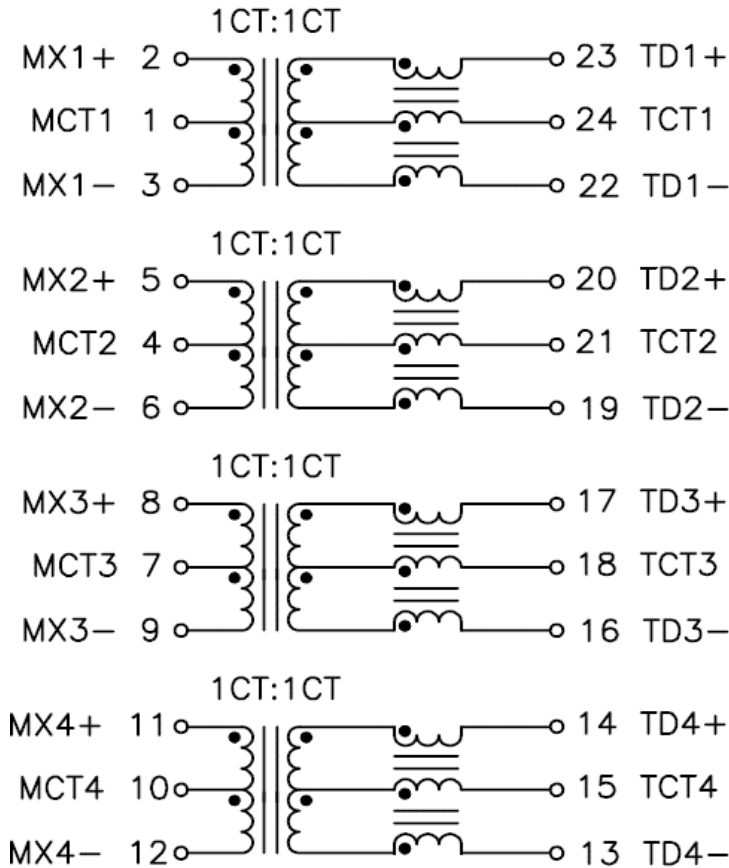 1CT:1CT
MX1+ 2 23 TD1+
MCT1 1 24 TCT1
MX1- 3 22 TD1-
1CT:1CT
MX2+ 5 20 TD2+
MCT2 4 21 TCT2
MX2- 6 19 TD2-
1CT:1CT
MX3+ 8 17 TD3+
MCT3 7 18 TCT3
MX3- 9 16 TD3-
1CT:1CT
MX4+ 11 14 TD4+
MCT4 10 15 TCT4
MX4- 12 13 TD4-